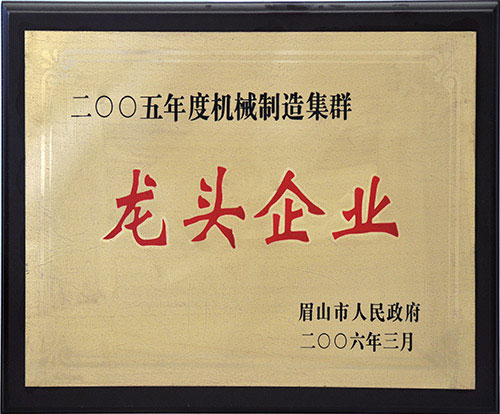 二〇〇五年度机械制造集群
龙头企业
眉山市人民政府
二〇〇六年三月